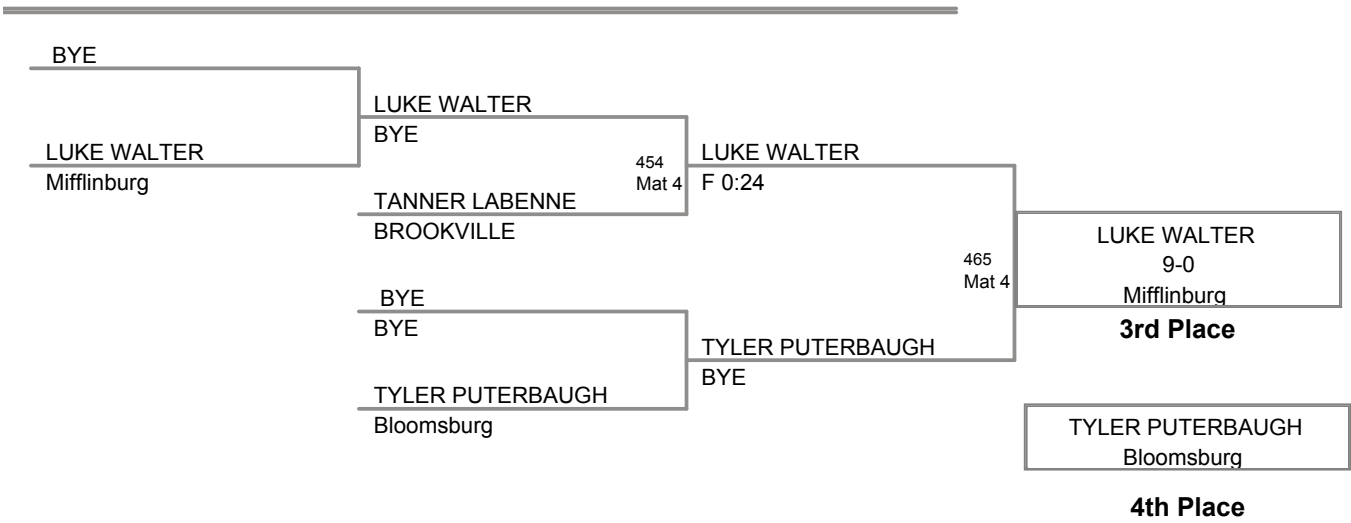 BYE
LUKE WALTER
Mifflinburg
LUKE WALTER
BYE
TANNER LABENNE
BROOKVILLE
BYE
BYE
TYLER PUTERBAUGH
Bloomsburg
454
Mat 4
LUKE WALTER
F 0:24
TYLER PUTERBAUGH
BYE
465
Mat 4
LUKE WALTER
9-0
Mifflinburg
3rd Place
TYLER PUTERBAUGH
Bloomsburg
4th Place